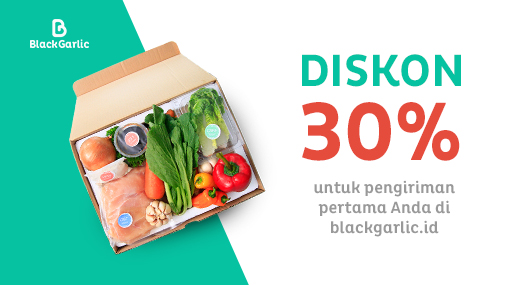 BlackGarlic
DISKON
30%
untuk pengiriman
pertama Anda di
blackgarlic.id